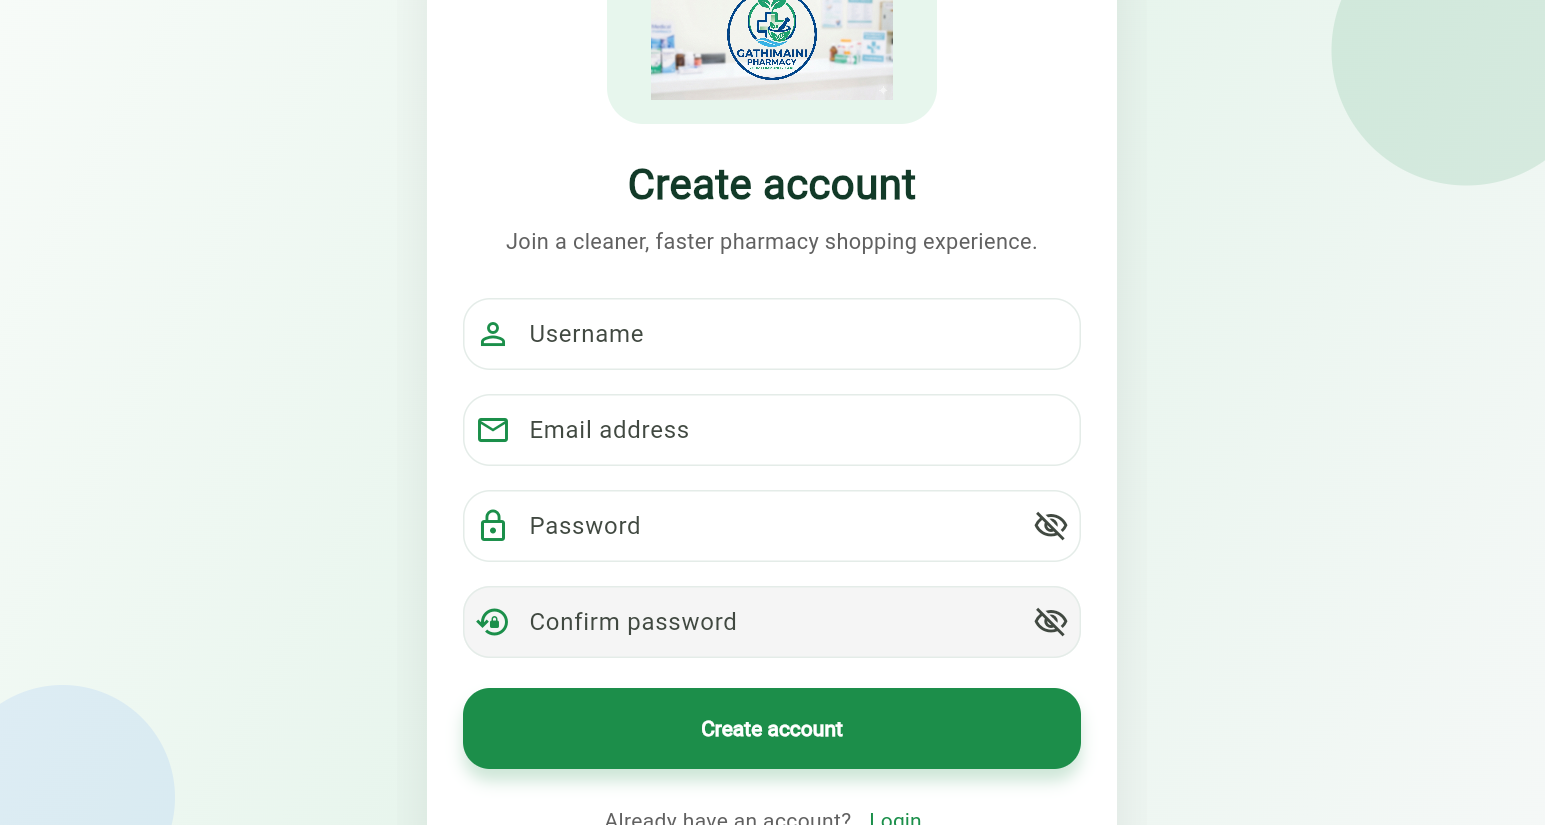 GATHIMAINI
PHARMACY
Create account
Join a cleaner, faster pharmacy shopping experience.
Username
Email address
Password
Confirm password
Create account
Already have an account? Login